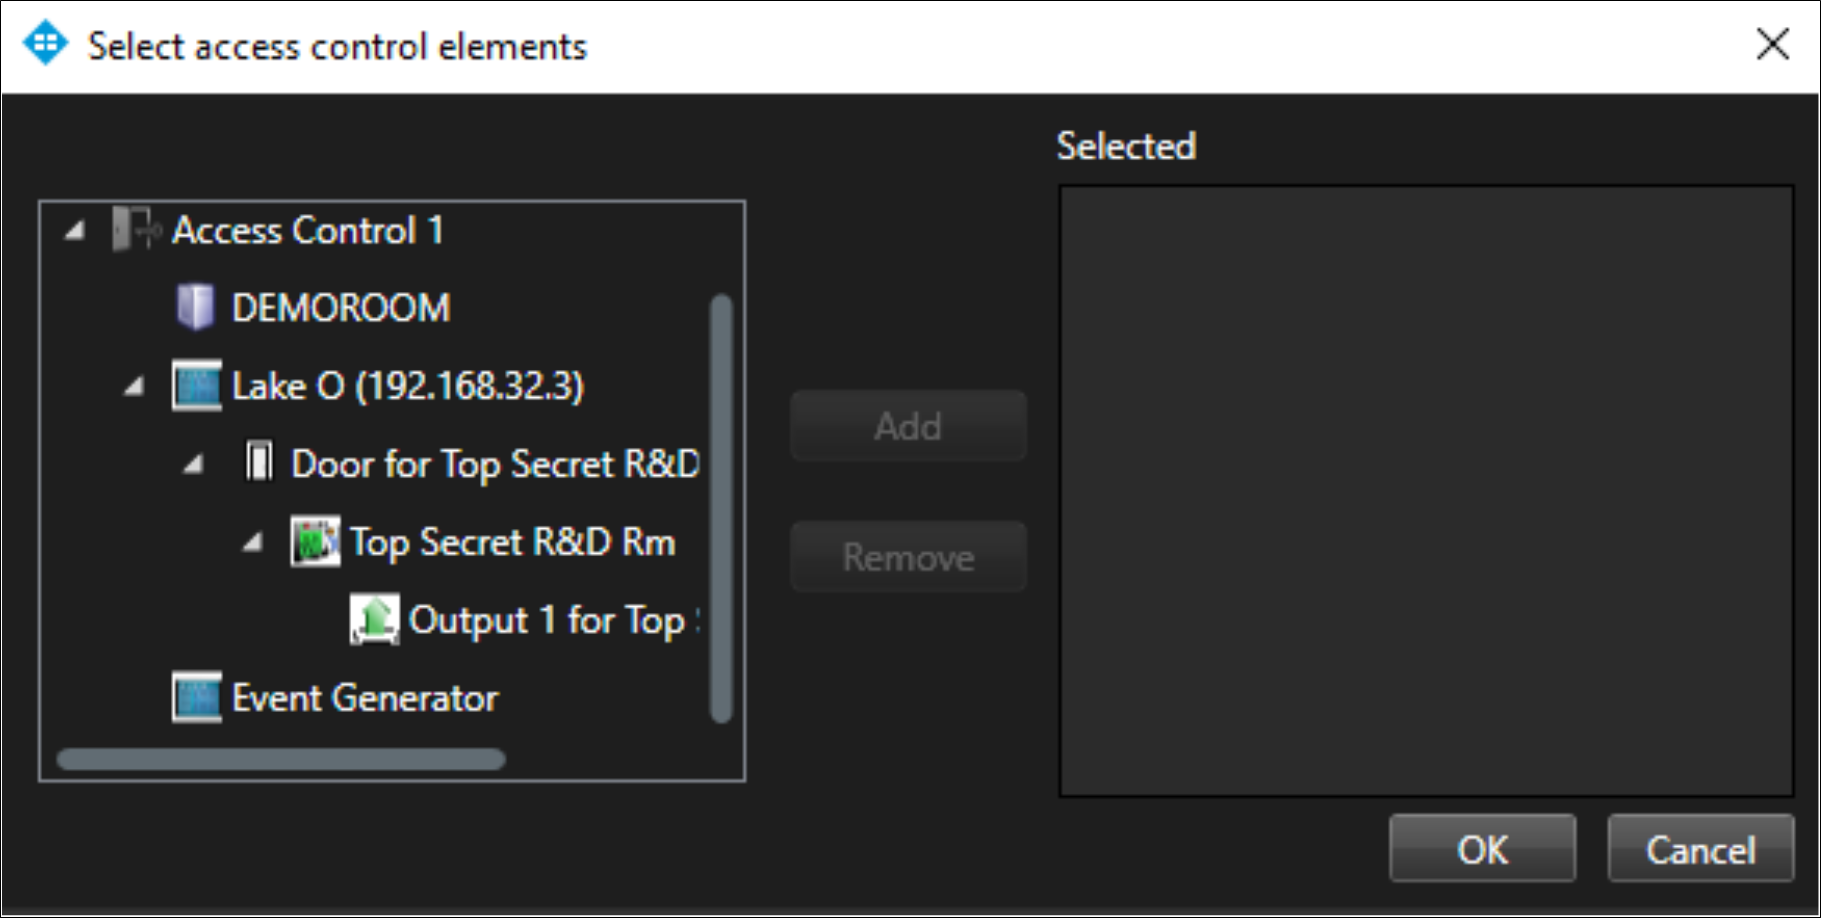 Select access control elements
Selected
Access Control 1
DEMOROOM
Lake O (192.168.32.3)
Door for Top Secret R&D
Top Secret R&D Rm
Output 1 for Top
Event Generator
Add
Remove
OK
Cancel